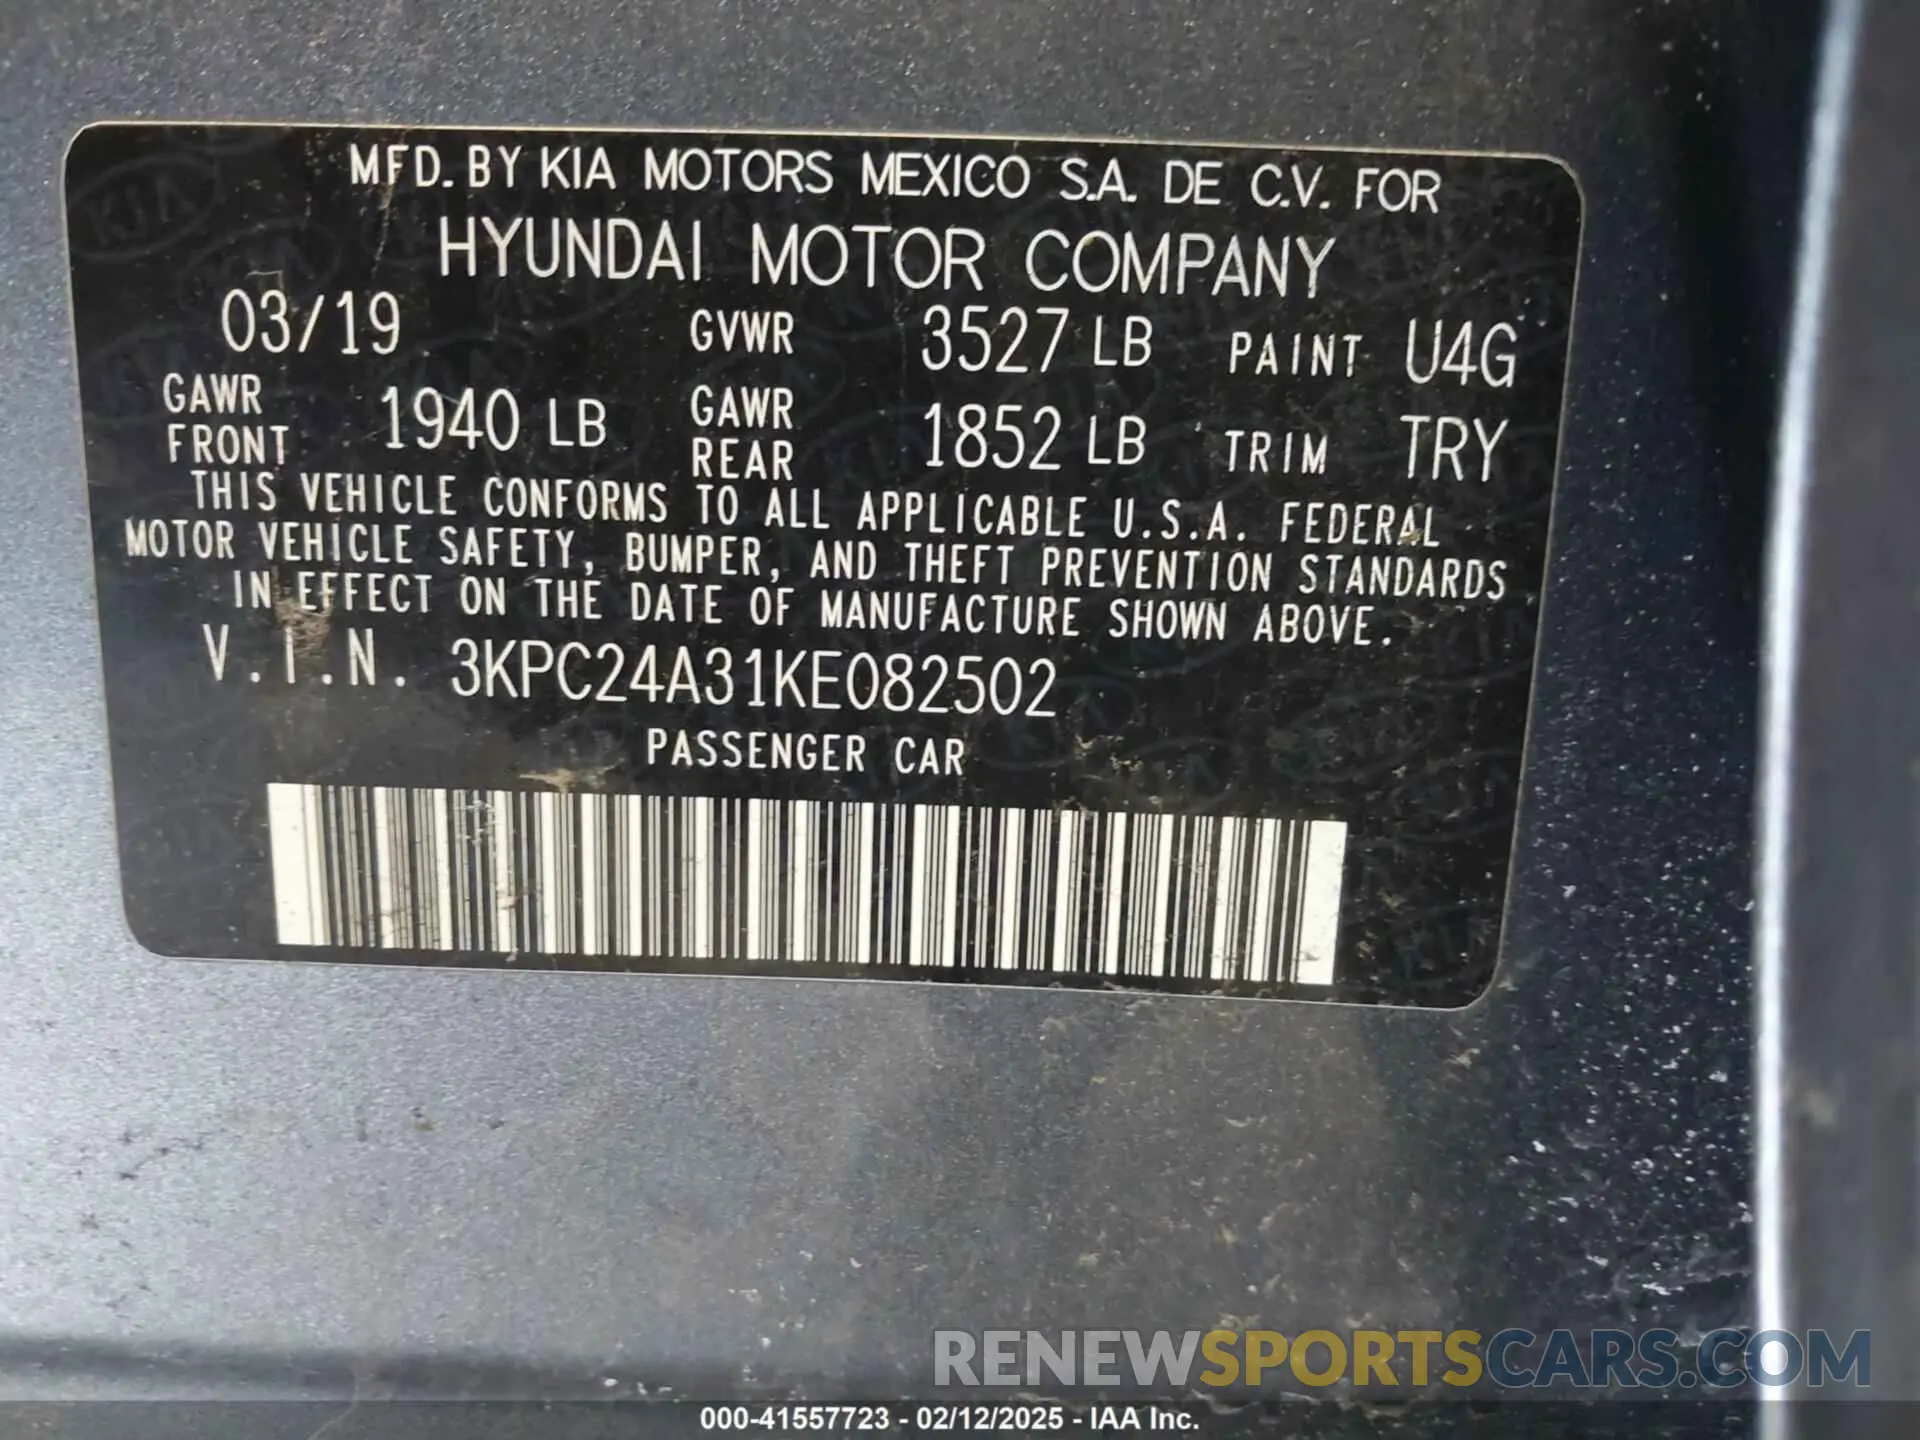 MFD. BY KIA MOTORS MEXICO S.A. DE C.V. FOR
HYUNDAI MOTOR COMPANY
03/19 GVWR 3527 LB PAINT U4G
GAWR FRONT 1940 LB GAWR REAR 1852 LB TRIM TRY
THIS VEHICLE CONFORMS TO ALL APPLICABLE U.S.A. FEDERAL
MOTOR VEHICLE SAFETY, BUMPER, AND THEFT PREVENTION STANDARDS
IN EFFECT ON THE DATE OF MANUFACTURE SHOWN ABOVE.
V.I.N. 3KPC24A31KE082502
PASSENGER CAR
RENEWSPORTSCARS.COM
000-41557723 - 02/12/2025 - IAA Inc.